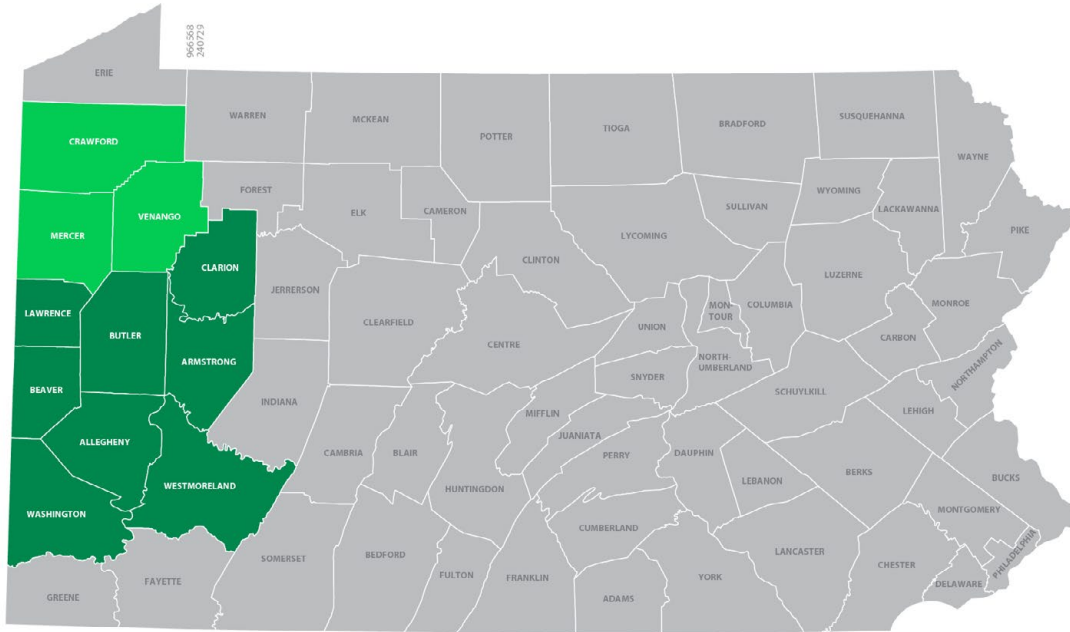 966568
240729
ERIE
CRAWFORD
WARREN
MCKEAN
POTTER
TIOGA
BRADFORD
SUSQUEHANNA
WAYNE
MERCER
VENANGO
FOREST
ELK
CAMERON
LYCOMING
SULLIVAN
WYOMING
LACKAWANNA
PIKE
CLARION
JERRERSON
CLINTON
LUZERNE
MONROE
LAWRENCE
BUTLER
ARMSTRONG
CLEARFIELD
CENTRE
UNION
MON-
TOUR
COLUMBIA
CARBON
NORTHAMPTON
BEAVER
INDIANA
SNYDER
NORTH-
UMBERLAND
SCHUYLKILL
LEHIGH
ALLEGHENY
CAMBRIA
BLAIR
MIFFLIN
JUANIATA
PERRY
DAUPHIN
LEBANON
BERKS
BUCKS
WASHINGTON
WESTMORELAND
HUNTINGDON
CUMBERLAND
MONTGOMERY
PHILADELPHIA
GREENE
FAYETTE
SOMERSET
BEDFORD
FULTON
FRANKLIN
ADAMS
YORK
LANCASTER
CHESTER
DELAWARE